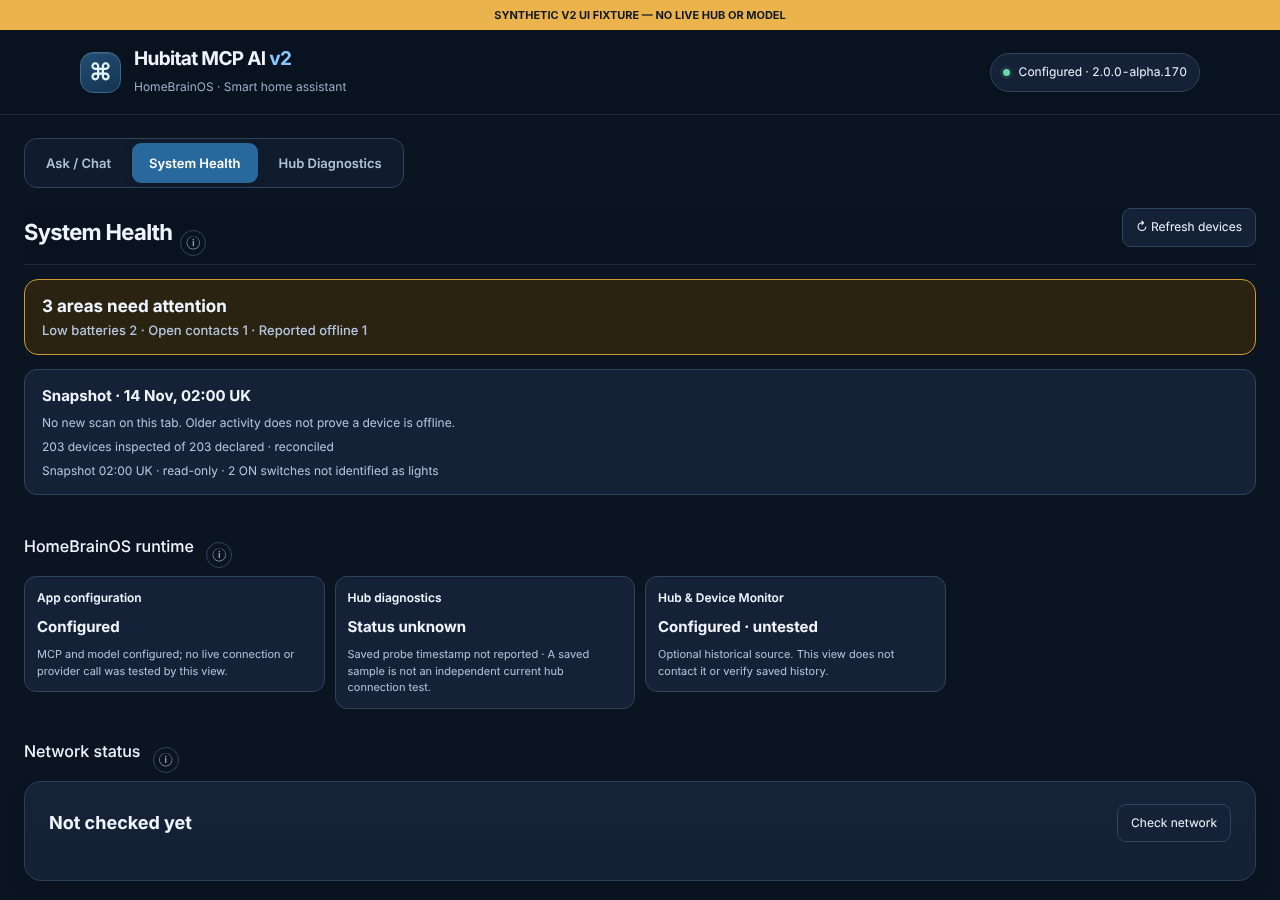 SYNTHETIC V2 UI FIXTURE — NO LIVE HUB OR MODEL
⌘
Hubitat MCP AI v2
HomeBrainOS · Smart home assistant
Configured · 2.0.0-alpha.170
Ask / Chat
System Health
Hub Diagnostics
System Health ⓘ
↻ Refresh devices
3 areas need attention
Low batteries 2 · Open contacts 1 · Reported offline 1
Snapshot · 14 Nov, 02:00 UK
No new scan on this tab. Older activity does not prove a device is offline.
203 devices inspected of 203 declared · reconciled
Snapshot 02:00 UK · read-only · 2 ON switches not identified as lights
HomeBrainOS runtime ⓘ
App configuration
Configured
MCP and model configured; no live connection or
provider call was tested by this view.
Hub diagnostics
Status unknown
Saved probe timestamp not reported · A saved
sample is not an independent current hub
connection test.
Hub & Device Monitor
Configured · untested
Optional historical source. This view does not
contact it or verify saved history.
Network status ⓘ
Not checked yet
Check network